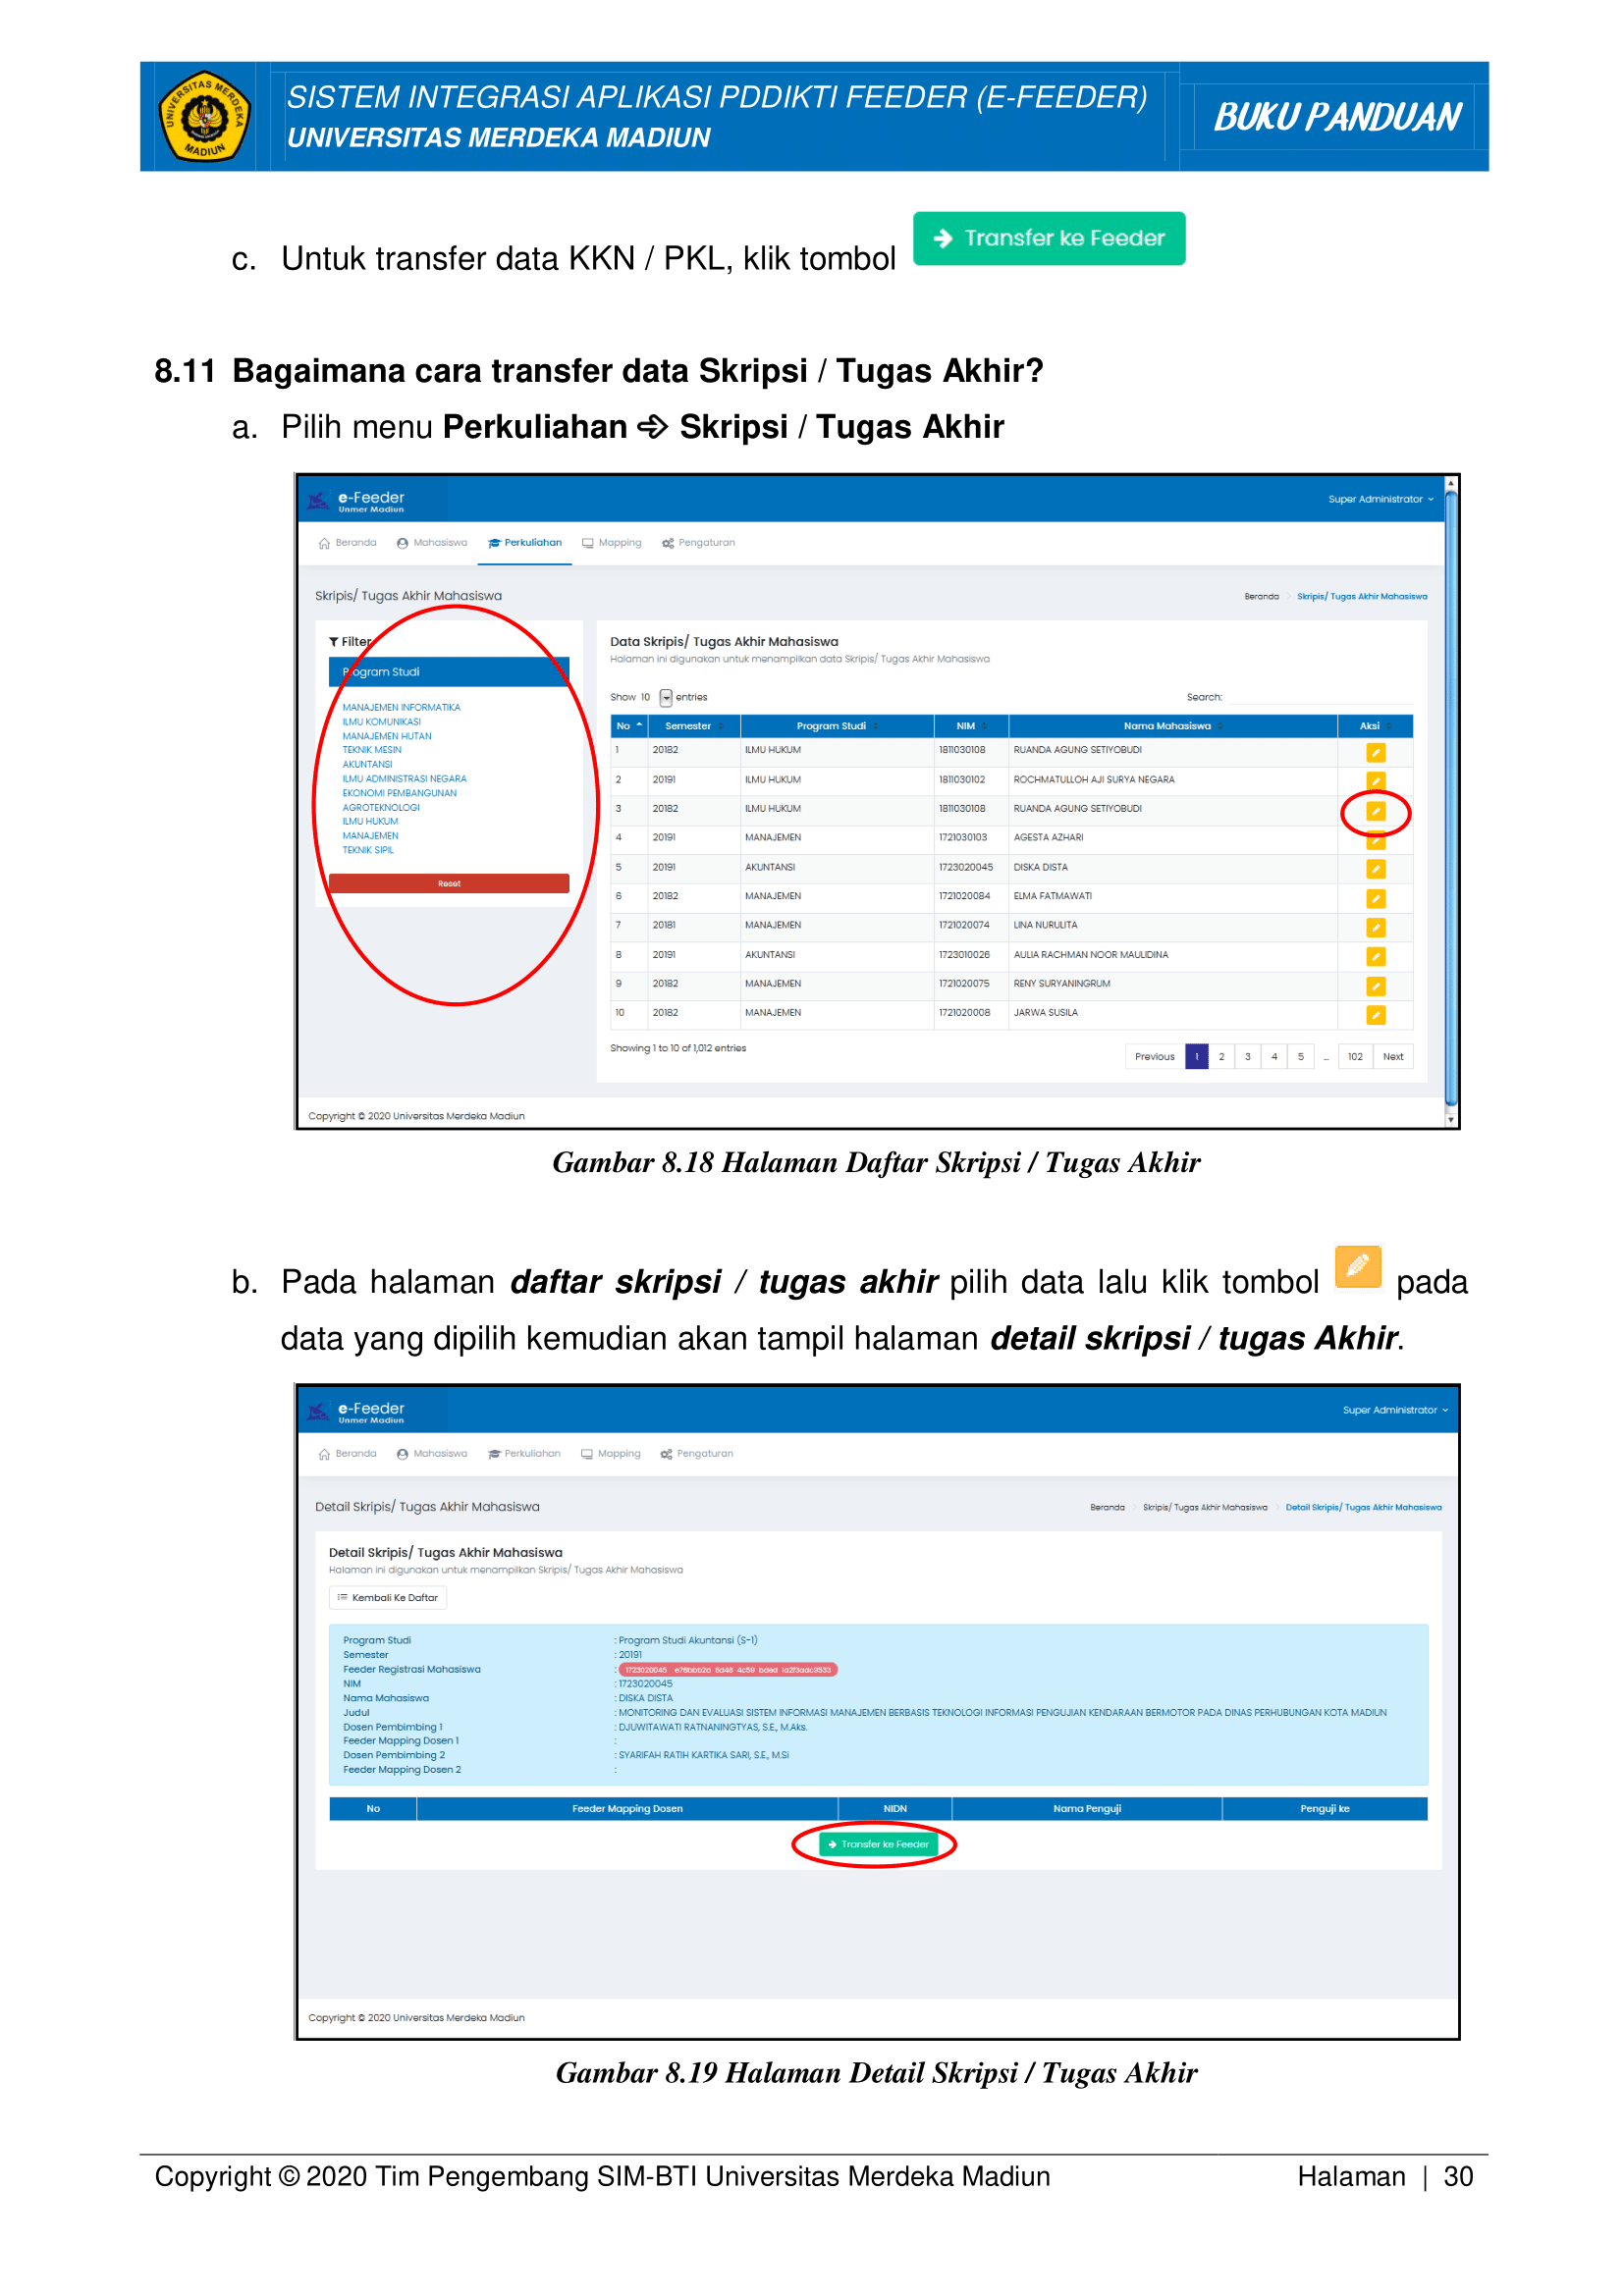 UNIVERSITAS MERDEKA
MADIUN
SISTEM INTEGRASI APLIKASI PDDIKTI FEEDER (E-FEEDER)
UNIVERSITAS MERDEKA MADIUN
BUKU PANDUAN
c. Untuk transfer data KKN / PKL, klik tombol Transfer ke Feeder
8.11 Bagaimana cara transfer data Skripsi / Tugas Akhir?
a. Pilih menu Perkuliahan ➩ Skripsi / Tugas Akhir
e-Feeder
Unmer Madiun
Super Administrator
Beranda Mahasiswa Perkuliahan Mapping Pengaturan
Skripis/ Tugas Akhir Mahasiswa
Beranda Skripis/ Tugas Akhir Mahasiswa
Filter
Program Studi
MANAJEMEN INFORMATIKA
ILMU KOMUNIKASI
MANAJEMEN HUTAN
TEKNIK MESIN
AKUNTANSI
ILMU ADMINISTRASI NEGARA
EKONOMI PEMBANGUNAN
AGROTEKNOLOGI
ILMU HUKUM
MANAJEMEN
TEKNIK SIPIL
Reset
Data Skripis/ Tugas Akhir Mahasiswa
Halaman ini digunakan untuk menampilkan data Skripis/ Tugas Akhir Mahasiswa
Show 10 entries Search:
No Semester Program Studi NIM Nama Mahasiswa Aksi
1 20182 ILMU HUKUM 1811030108 RUANDA AGUNG SETIYOBUDI
2 20191 ILMU HUKUM 1811030102 ROCHMATULLOH AJI SURYA NEGARA
3 20182 ILMU HUKUM 1811030108 RUANDA AGUNG SETIYOBUDI
4 20191 MANAJEMEN 1721030103 AGESTA AZHARI
5 20191 AKUNTANSI 1723020045 DISKA DISTA
6 20182 MANAJEMEN 1721020084 ELMA FATMAWATI
7 20181 MANAJEMEN 1721020074 LINA NURULITA
8 20191 AKUNTANSI 1723010026 AULIA RACHMAN NOOR MAULIDINA
9 20182 MANAJEMEN 1721020075 RENY SURYANINGRUM
10 20182 MANAJEMEN 1721020008 JARWA SUSILA
Showing 1 to 10 of 1,012 entries
Previous 1 2 3 4 5 … 102 Next
Copyright © 2020 Universitas Merdeka Madiun
Gambar 8.18 Halaman Daftar Skripsi / Tugas Akhir
b. Pada halaman daftar skripsi / tugas akhir pilih data lalu klik tombol pada
data yang dipilih kemudian akan tampil halaman detail skripsi / tugas Akhir.
e-Feeder
Unmer Madiun
Super Administrator
Beranda Mahasiswa Perkuliahan Mapping Pengaturan
Detail Skripis/ Tugas Akhir Mahasiswa
Beranda Skripis/ Tugas Akhir Mahasiswa Detail Skripis/ Tugas Akhir Mahasiswa
Detail Skripis/ Tugas Akhir Mahasiswa
Halaman ini digunakan untuk menampilkan Skripis/ Tugas Akhir Mahasiswa
Kembali Ke Daftar
Program Studi : Program Studi Akuntansi (S-1)
Semester : 20191
Feeder Registrasi Mahasiswa : 1723020045
NIM : 1723020045
Nama Mahasiswa : DISKA DISTA
Judul : MONITORING DAN EVALUASI SISTEM INFORMASI MANAJEMEN BERBASIS TEKNOLOGI INFORMASI PENGUJIAN KENDARAAN BERMOTOR PADA DINAS PERHUBUNGAN KOTA MADIUN
Dosen Pembimbing 1 : DJUWITAWATI RATNANINGTYAS, S.E., M.Aks.
Feeder Mapping Dosen 1 :
Dosen Pembimbing 2 : SYARIFAH RATIH KARTIKA SARI, S.E., M.Si
Feeder Mapping Dosen 2 :
No Feeder Mapping Dosen NIDN Nama Penguji Penguji ke
Transfer ke Feeder
Copyright © 2020 Universitas Merdeka Madiun
Gambar 8.19 Halaman Detail Skripsi / Tugas Akhir
Copyright © 2020 Tim Pengembang SIM-BTI Universitas Merdeka Madiun Halaman | 30